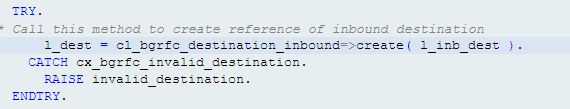 TRY.
* Call this method to create reference of inbound destination
l_dest = cl_bgrfc_destination_inbound=>create( l_inb_dest ).
CATCH cx_bgrfc_invalid_destination.
RAISE invalid_destination.
ENDTRY.